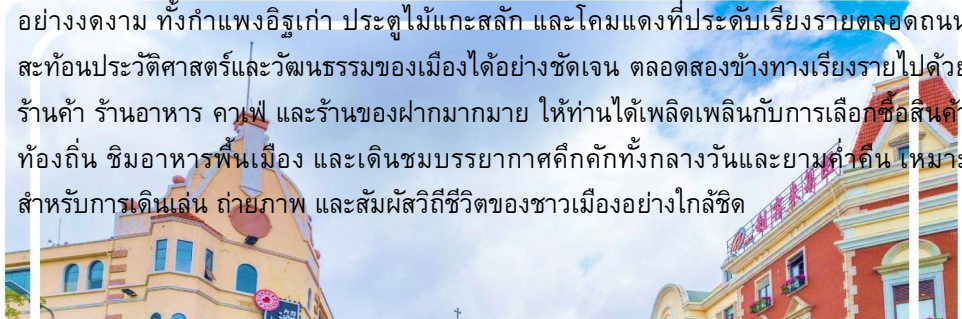 อย่างงดงาม ทั้งกำแพงอิฐเก่า ประตูไม้แกะสลัก และโคมแดงที่ประดับเรียงรายตลอดถนน
สะท้อนประวัติศาสตร์และวัฒนธรรมของเมืองได้อย่างชัดเจน ตลอดสองข้างทางเรียงรายไปด้วย
ร้านค้า ร้านอาหาร คาเฟ่ และร้านของฝากมากมาย ให้ท่านได้เพลิดเพลินกับการเลือกซื้อสินค้า
ท้องถิ่น ชิมอาหารพื้นเมือง และเดินชมบรรยากาศคึกคักทั้งกลางวันและยามค่ำคืน เหมาะ
สำหรับการเดินเล่น ถ่ายภาพ และสัมผัสวิถีชีวิตของชาวเมืองอย่างใกล้ชิด